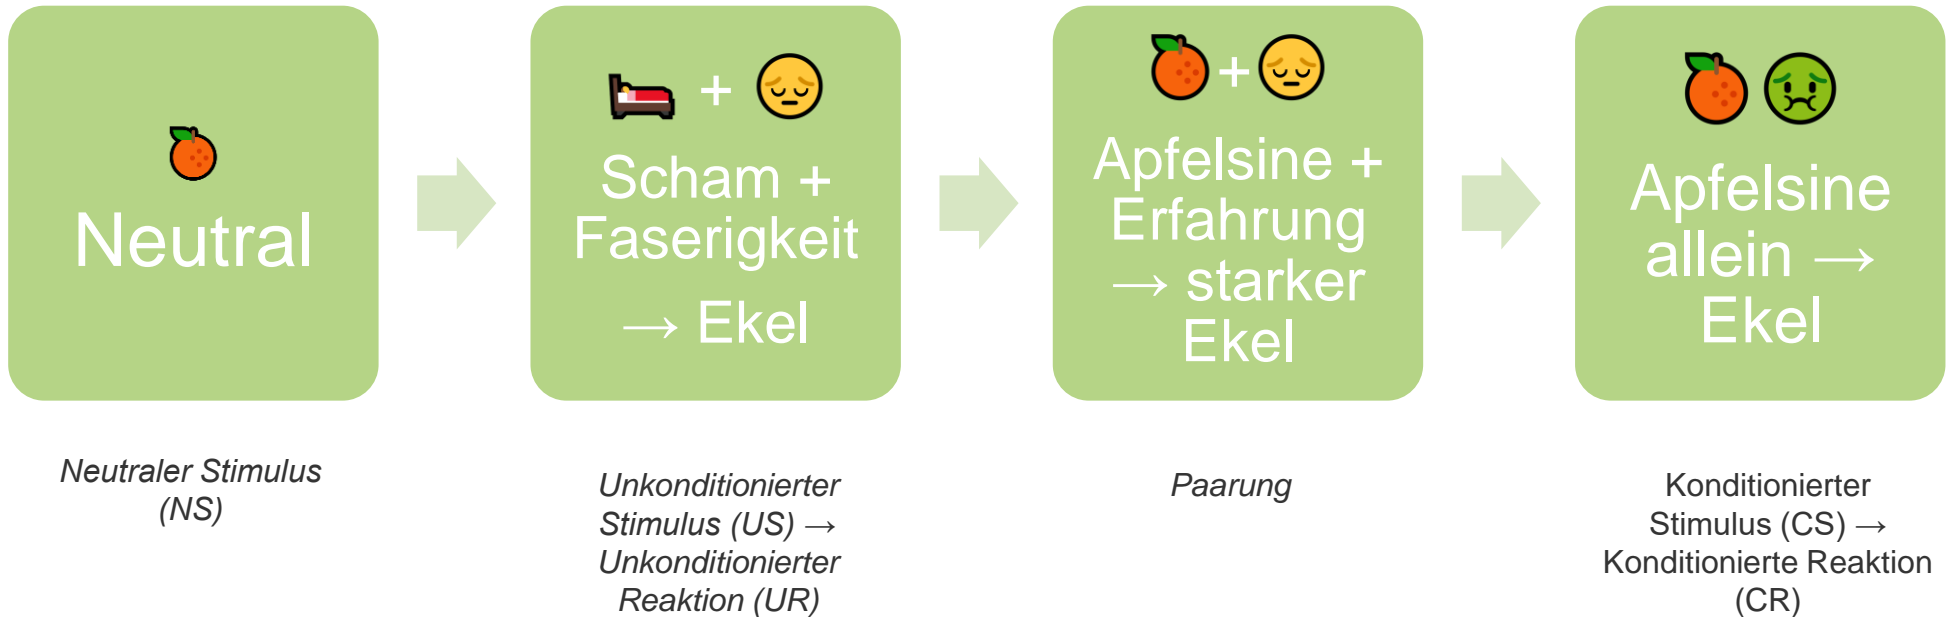 Neutral
Scham +
Faserigkeit
→ Ekel
+
Apfelsine +
Erfahrung
→ starker
Ekel
+
Apfelsine
allein →
Ekel
Neutraler Stimulus
(NS)
Unkonditionierter
Stimulus (US) →
Unkonditionierter
Reaktion (UR)
Paarung
Konditionierter
Stimulus (CS) →
Konditionierte Reaktion
(CR)